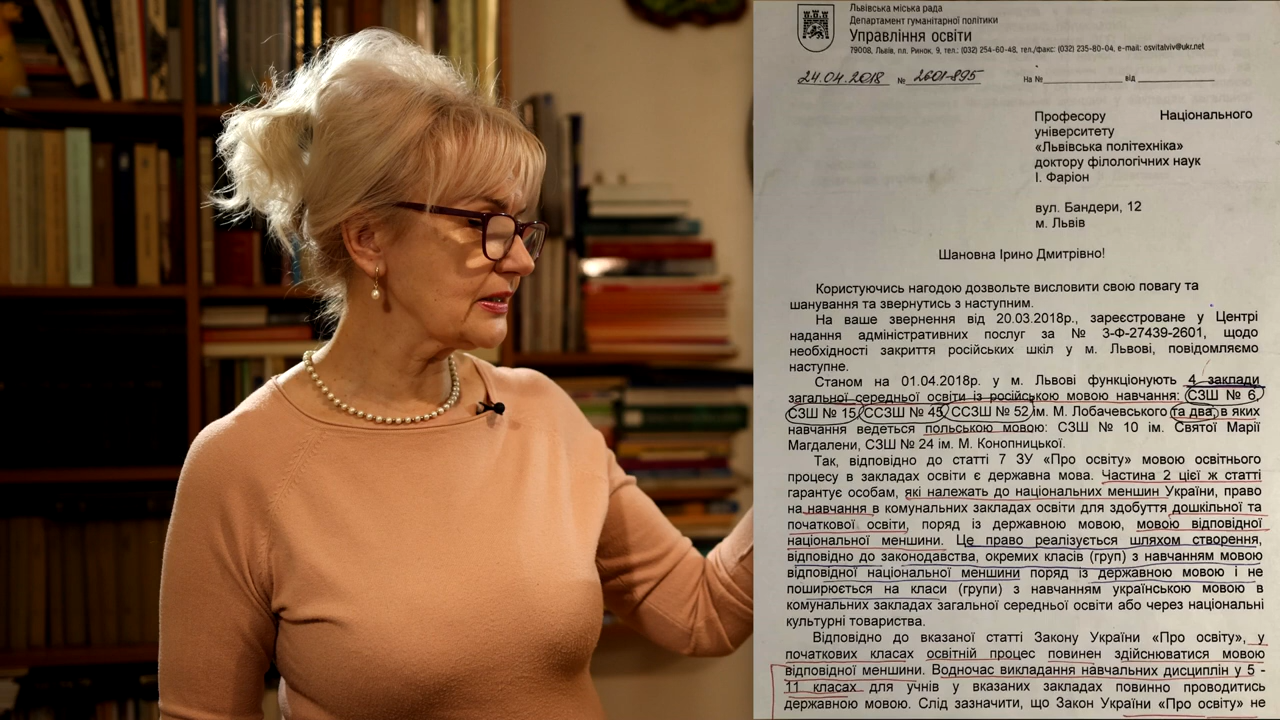 Львівська міська рада
Департамент гуманітарної політики
Управління освіти
79008, Львів, пл. Ринок, 9, тел.: (032) 254-60-48, тел./факс: (032) 235-80-04, e-mail: osvitalviv@ukr.net
24.04.2018 № 2601-895 На №__________ від __________
Професору Національного
університету
«Львівська політехніка»
доктору філологічних наук
І. Фаріон
вул. Бандери, 12
м. Львів
Шановна Ірино Дмитрівно!
Користуючись нагодою дозвольте висловити свою повагу та
шанування та звернутись з наступним.
На ваше звернення від 20.03.2018р., зареєстроване у Центрі
надання адміністративних послуг за № 3-Ф-27439-2601, щодо
необхідності закриття російських шкіл у м. Львові, повідомляємо
наступне.
Станом на 01.04.2018р. у м. Львові функціонують 4 заклади
загальної середньої освіти із російською мовою навчання: СЗШ № 6,
СЗШ № 15, ССЗШ № 45, ССЗШ № 52 ім. М. Лобачевського та два, в яких
навчання ведеться польською мовою: СЗШ № 10 ім. Святої Марії
Магдалени, СЗШ № 24 ім. М. Конопницької.
Так, відповідно до статті 7 ЗУ «Про освіту» мовою освітнього
процесу в закладах освіти є державна мова. Частина 2 цієї ж статті
гарантує особам, які належать до національних меншин України, право
на навчання в комунальних закладах освіти для здобуття дошкільної та
початкової освіти, поряд із державною мовою, мовою відповідної
національної меншини. Це право реалізується шляхом створення,
відповідно до законодавства, окремих класів (груп) з навчанням мовою
відповідної національної меншини поряд із державною мовою і не
поширюється на класи (групи) з навчанням українською мовою в
комунальних закладах загальної середньої освіти або через національні
культурні товариства.
Відповідно до вказаної статті Закону України «Про освіту», у
початкових класах освітній процес повинен здійснюватися мовою
відповідної меншини. Водночас викладання навчальних дисциплін у 5 -
11 класах для учнів у вказаних закладах повинно проводитись
державною мовою. Слід зазначити, що Закон України «Про освіту» не